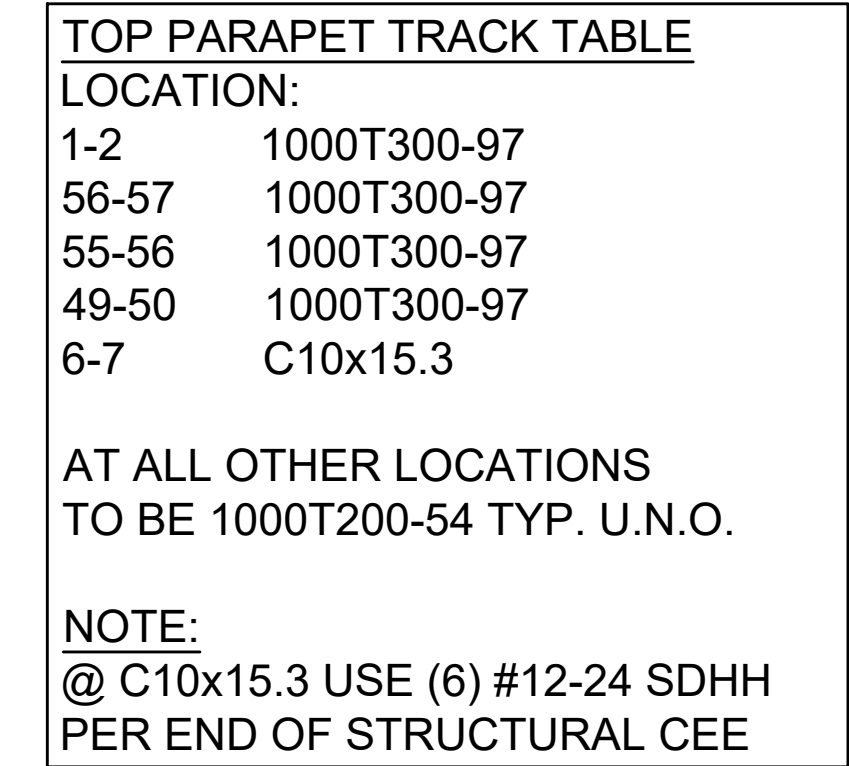 TOP PARAPET TRACK TABLE
LOCATION:
1-2 1000T300-97
56-57 1000T300-97
55-56 1000T300-97
49-50 1000T300-97
6-7 C10x15.3
AT ALL OTHER LOCATIONS
TO BE 1000T200-54 TYP. U.N.O.
NOTE:
@ C10x15.3 USE (6) #12-24 SDHH
PER END OF STRUCTURAL CEE